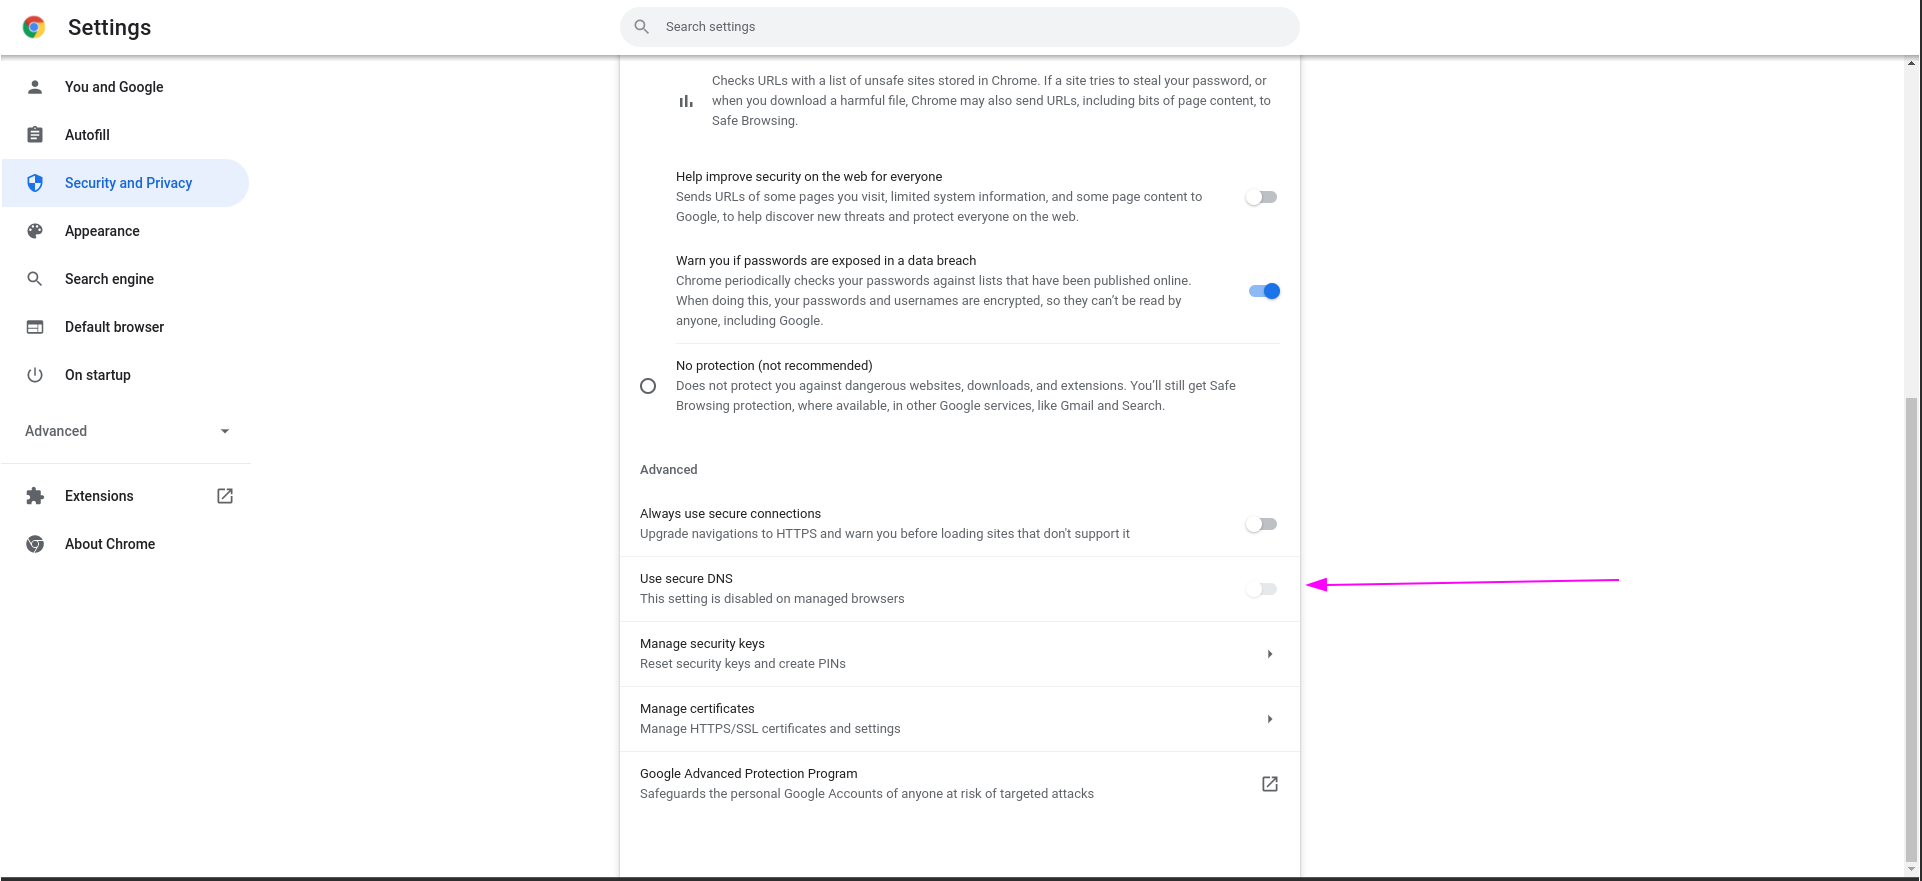 Settings
Search settings
You and Google
Autofill
Security and Privacy
Appearance
Search engine
Default browser
On startup
Advanced
Extensions
About Chrome
Checks URLs with a list of unsafe sites stored in Chrome. If a site tries to steal your password, or
when you download a harmful file, Chrome may also send URLs, including bits of page content, to
Safe Browsing.
Help improve security on the web for everyone
Sends URLs of some pages you visit, limited system information, and some page content to
Google, to help discover new threats and protect everyone on the web.
Warn you if passwords are exposed in a data breach
Chrome periodically checks your passwords against lists that have been published online.
When doing this, your passwords and usernames are encrypted, so they can’t be read by
anyone, including Google.
No protection (not recommended)
Does not protect you against dangerous websites, downloads, and extensions. You’ll still get Safe
Browsing protection, where available, in other Google services, like Gmail and Search.
Advanced
Always use secure connections
Upgrade navigations to HTTPS and warn you before loading sites that don't support it
Use secure DNS
This setting is disabled on managed browsers
Manage security keys
Reset security keys and create PINs
Manage certificates
Manage HTTPS/SSL certificates and settings
Google Advanced Protection Program
Safeguards the personal Google Accounts of anyone at risk of targeted attacks